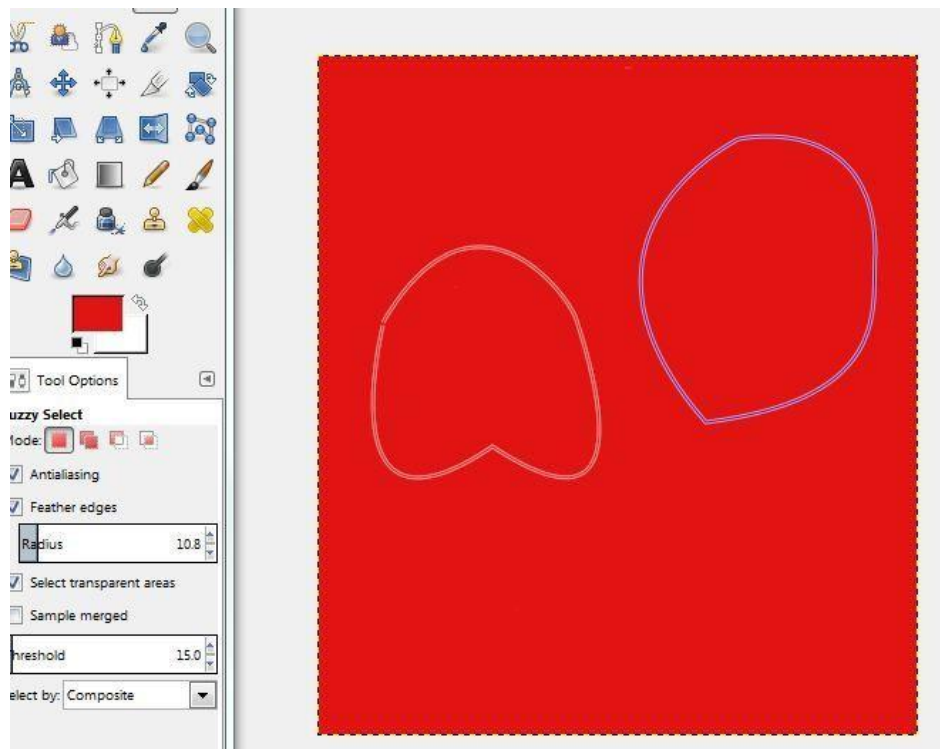 Tool Options
uzzy Select
lode:
Antialiasing
Feather edges
Radius 10.8
Select transparent areas
Sample merged
hreshold 15.0
elect by: Composite